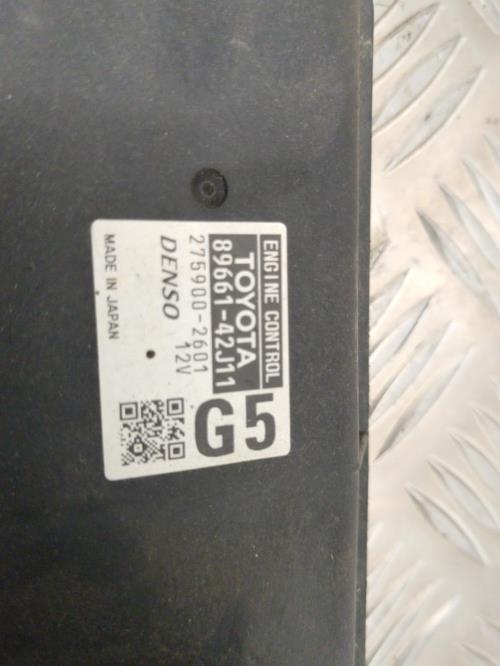 ENGINE CONTROL
TOYOTA
89661-42J11
275900-2601
DENSO 12V
MADE IN JAPAN
G5